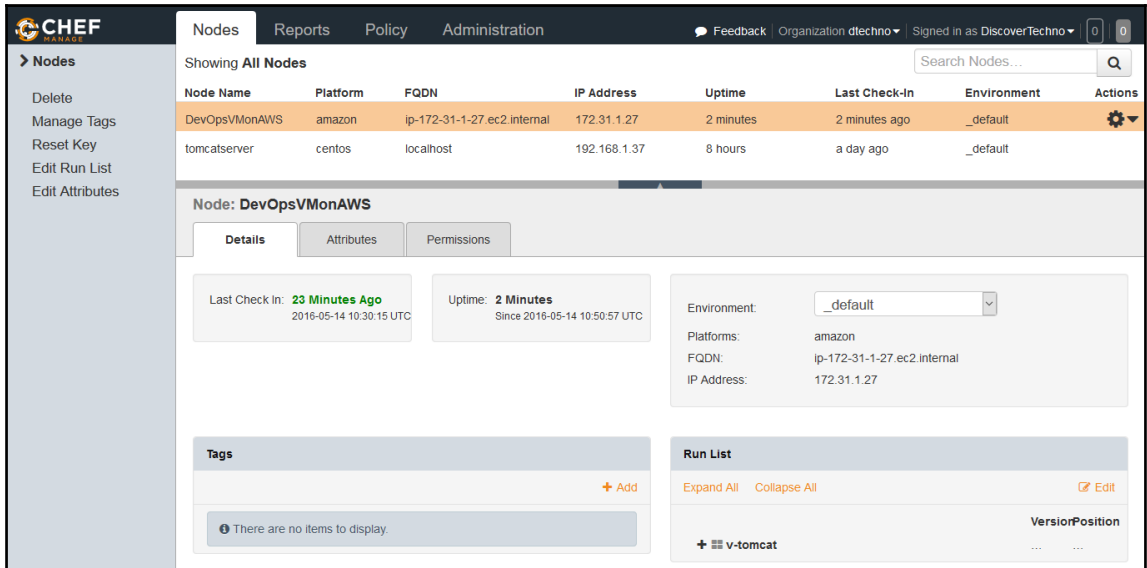 CHEF
MANAGE
Nodes Reports Policy Administration Feedback Organization dtechno Signed in as DiscoverTechno 0 0
Nodes
Delete
Manage Tags
Reset Key
Edit Run List
Edit Attributes
Showing All Nodes Search Nodes...
Node Name Platform FQDN IP Address Uptime Last Check-In Environment Actions
DevOpsVMonAWS amazon ip-172-31-1-27.ec2.internal 172.31.1.27 2 minutes 2 minutes ago _default
tomcatserver centos localhost 192.168.1.37 8 hours a day ago _default
Node: DevOpsVMonAWS
Details Attributes Permissions
Last Check In: 23 Minutes Ago
2016-05-14 10:30:15 UTC
Uptime: 2 Minutes
Since 2016-05-14 10:50:57 UTC
Environment: _default
Platforms: amazon
FQDN: ip-172-31-1-27.ec2.internal
IP Address: 172.31.1.27
Tags
+ Add
There are no items to display.
Run List
Expand All Collapse All Edit
Version Position
+ v-tomcat ... ...